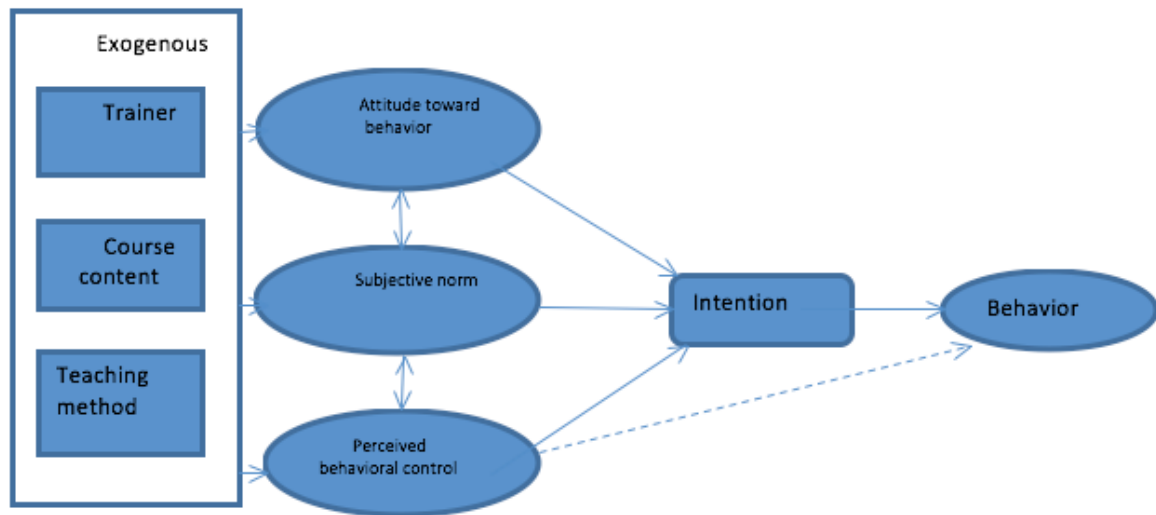 Exogenous
Trainer
Course
content
Teaching
method
Attitude toward
behavior
Subjective norm
Perceived
behavioral control
Intention
Behavior